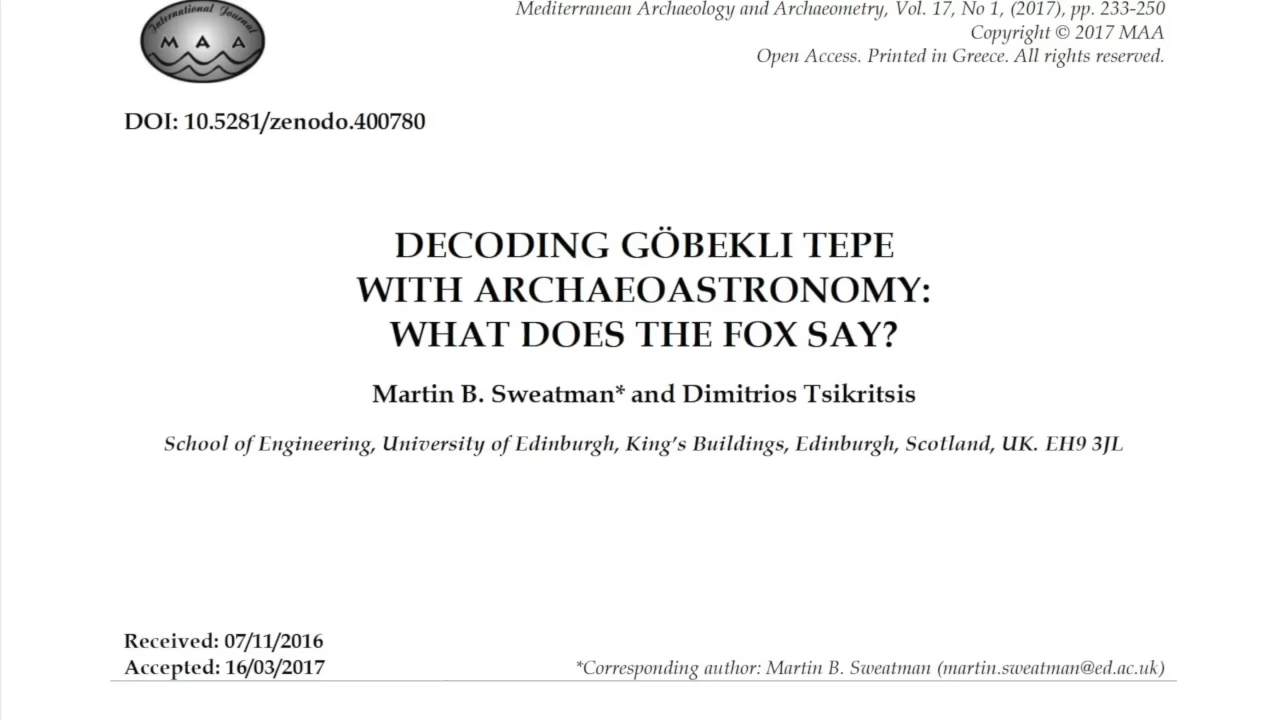 International Journal
MAA
Mediterranean Archaeology and Archaeometry, Vol. 17, No 1, (2017), pp. 233-250
Copyright © 2017 MAA
Open Access. Printed in Greece. All rights reserved.
DOI: 10.5281/zenodo.400780
DECODING GÖBEKLI TEPE
WITH ARCHAEOASTRONOMY:
WHAT DOES THE FOX SAY?
Martin B. Sweatman* and Dimitrios Tsikritsis
School of Engineering, University of Edinburgh, King's Buildings, Edinburgh, Scotland, UK. EH9 3JL
Received: 07/11/2016
Accepted: 16/03/2017
*Corresponding author: Martin B. Sweatman (martin.sweatman@ed.ac.uk)